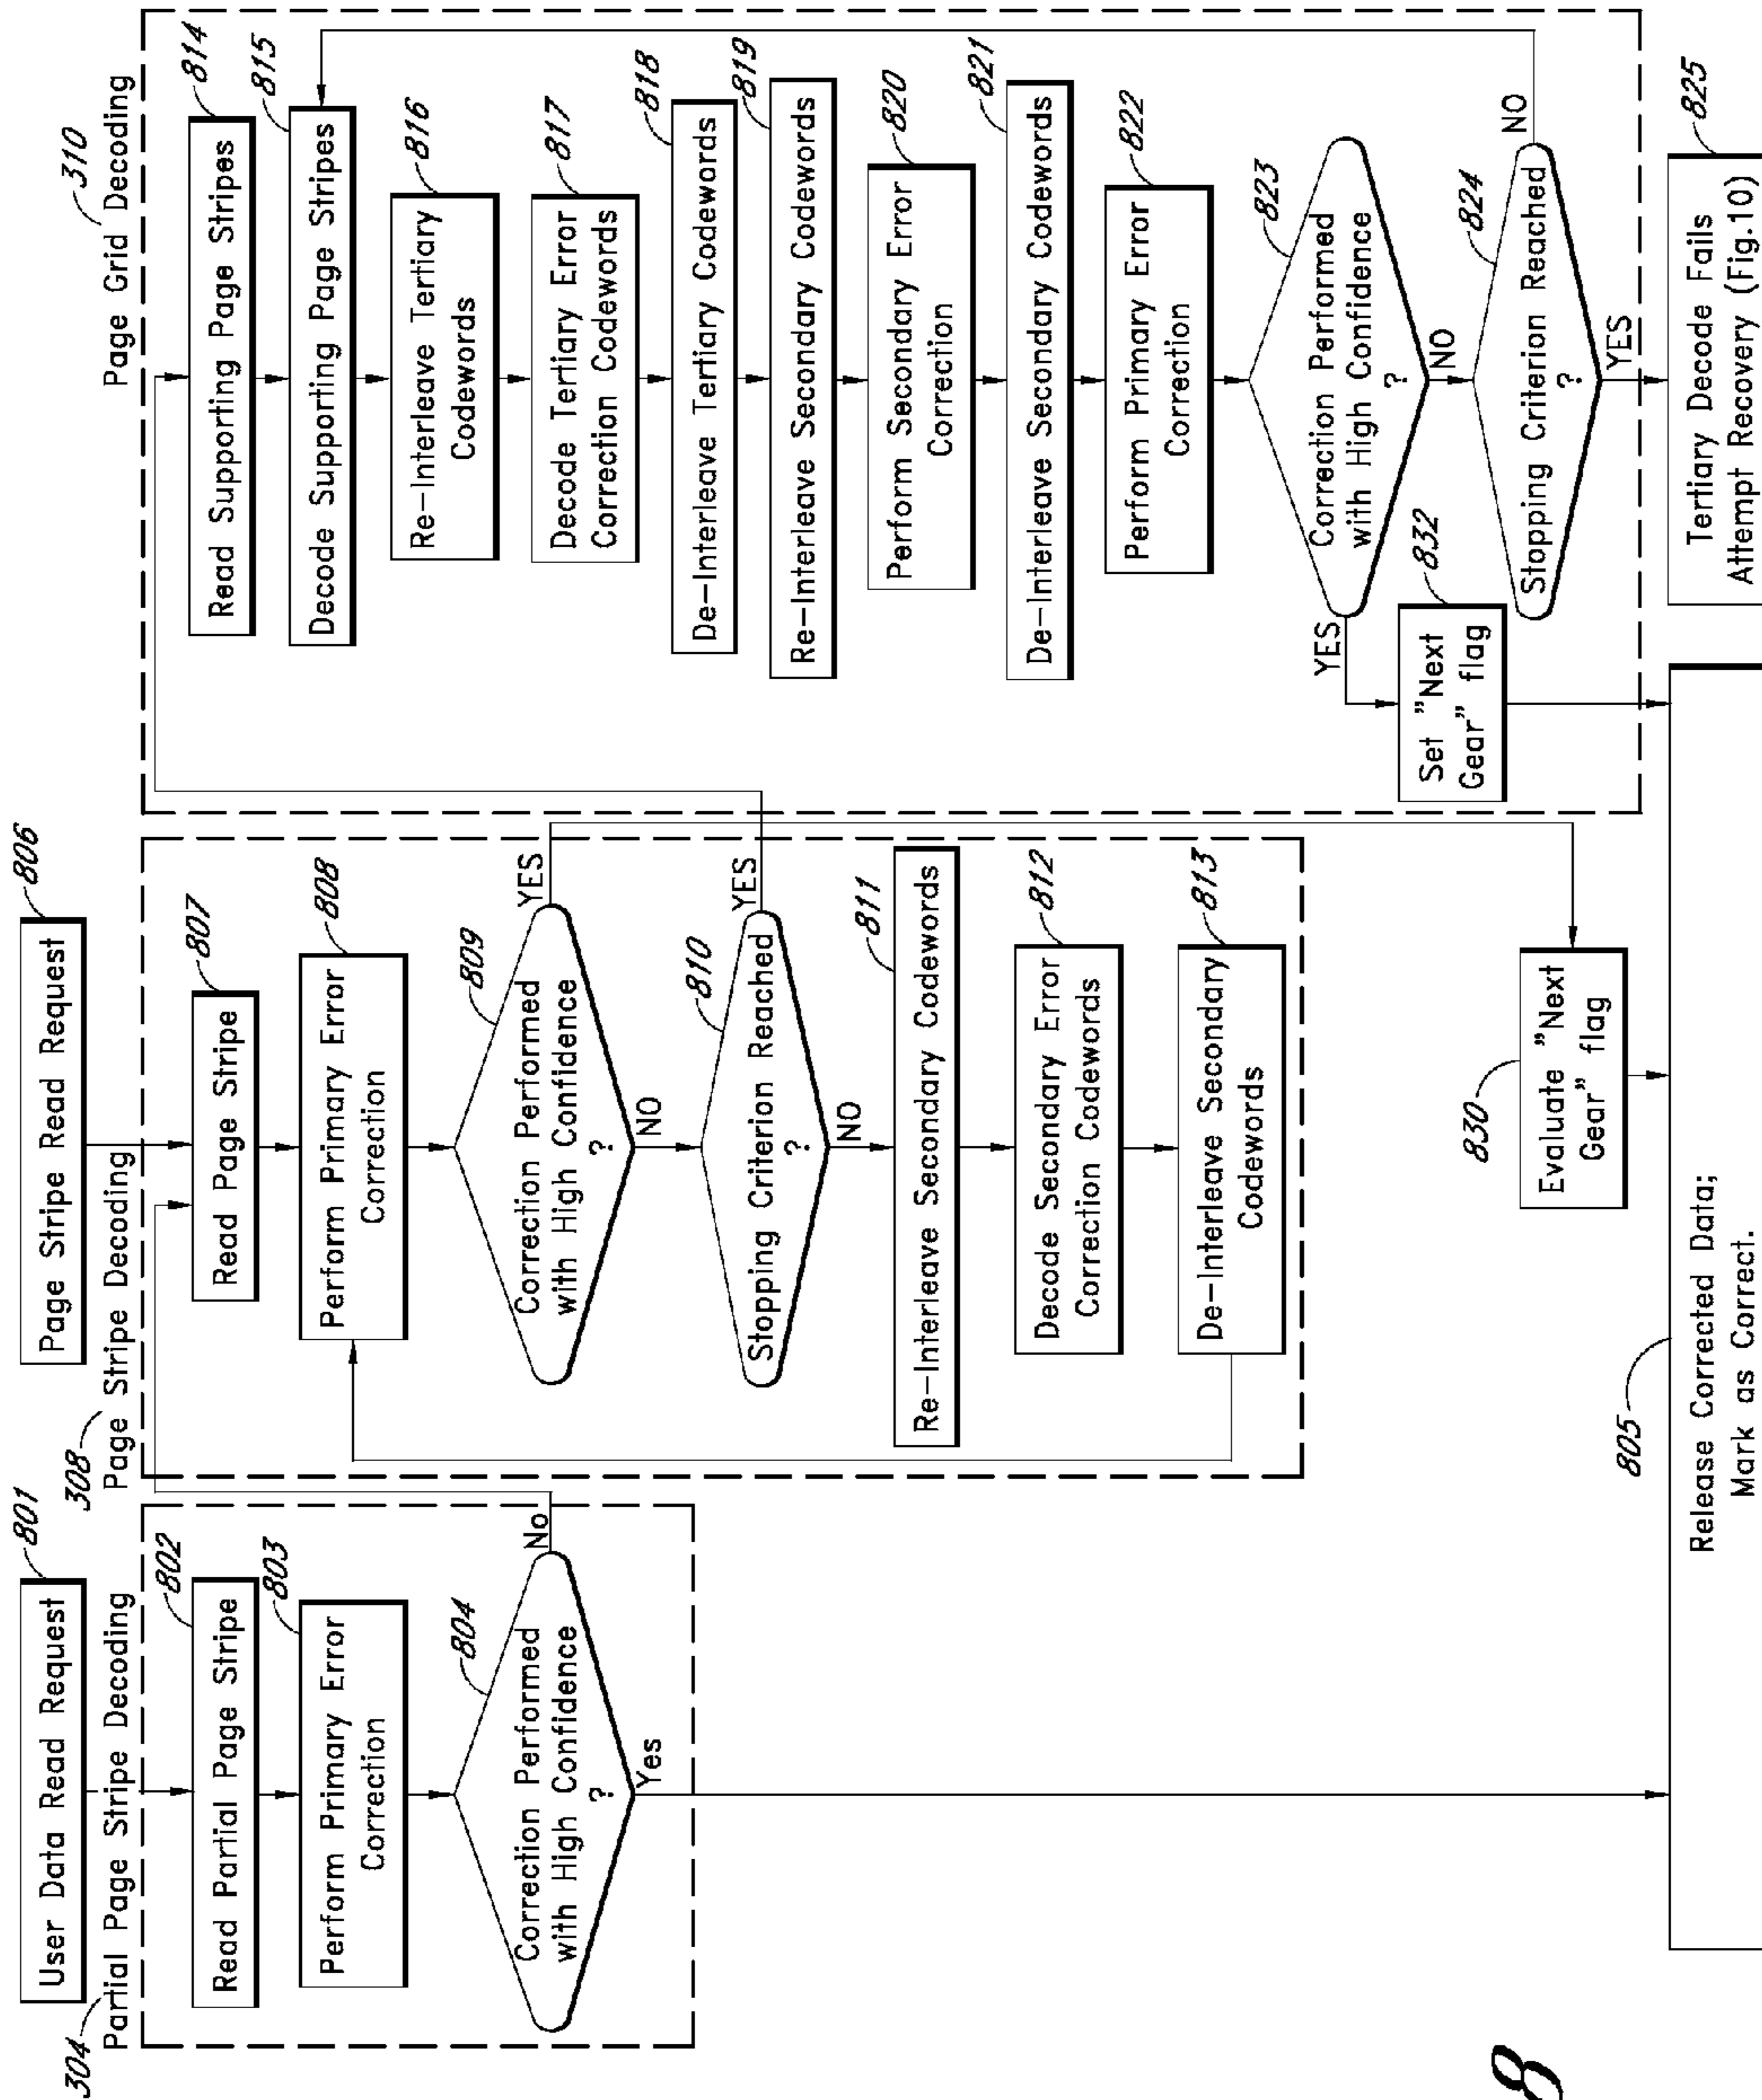 801
User Data Read Request
304
Partial Page Stripe Decoding
802
Read Partial Page Stripe
803
Perform Primary Error
Correction
804
Correction Performed
with High Confidence
?
No
Yes
806
Page Stripe Read Request
308
Page Stripe Decoding
807
Read Page Stripe
808
Perform Primary Error
Correction
809
Correction Performed
with High Confidence
?
YES
NO
810
Stopping Criterion Reached
?
YES
NO
811
Re-Interleave Secondary Codewords
812
Decode Secondary Error
Correction Codewords
813
De-Interleave Secondary
Codewords
830
Evaluate "Next
Gear" flag
310
Page Grid Decoding
814
Read Supporting Page Stripes
815
Decode Supporting Page Stripes
816
Re-Interleave Tertiary
Codewords
817
Decode Tertiary Error
Correction Codewords
818
De-Interleave Tertiary Codewords
819
Re-Interleave Secondary Codewords
820
Perform Secondary Error
Correction
821
De-Interleave Secondary Codewords
822
Perform Primary Error
Correction
823
Correction Performed
with High Confidence
?
YES
NO
832
Set "Next
Gear" flag
824
Stopping Criterion Reached
?
NO
YES
825
Tertiary Decode Fails
Attempt Recovery (Fig.10)
805
Release Corrected Data;
Mark as Correct.
8